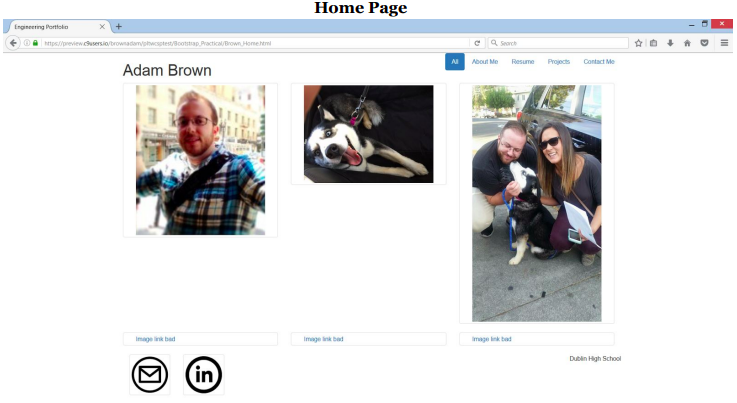 Home Page
Engineering Portfolio
https://preview.c9users.io/brownadam/pltwcsptest/Bootstrap_Practical/Brown_Home.html
Search
Adam Brown
All About Me Resume Projects Contact Me
Image link bad Image link bad Image link bad
in
Dublin High School